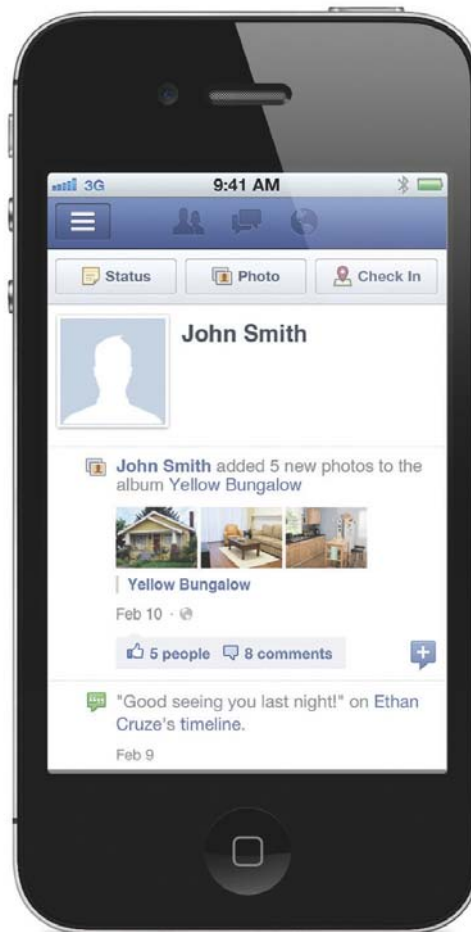 3G 9:41 AM
Status Photo Check In
John Smith
John Smith added 5 new photos to the
album Yellow Bungalow
Yellow Bungalow
Feb 10 ·
5 people 8 comments
"Good seeing you last night!" on Ethan
Cruze's timeline.
Feb 9